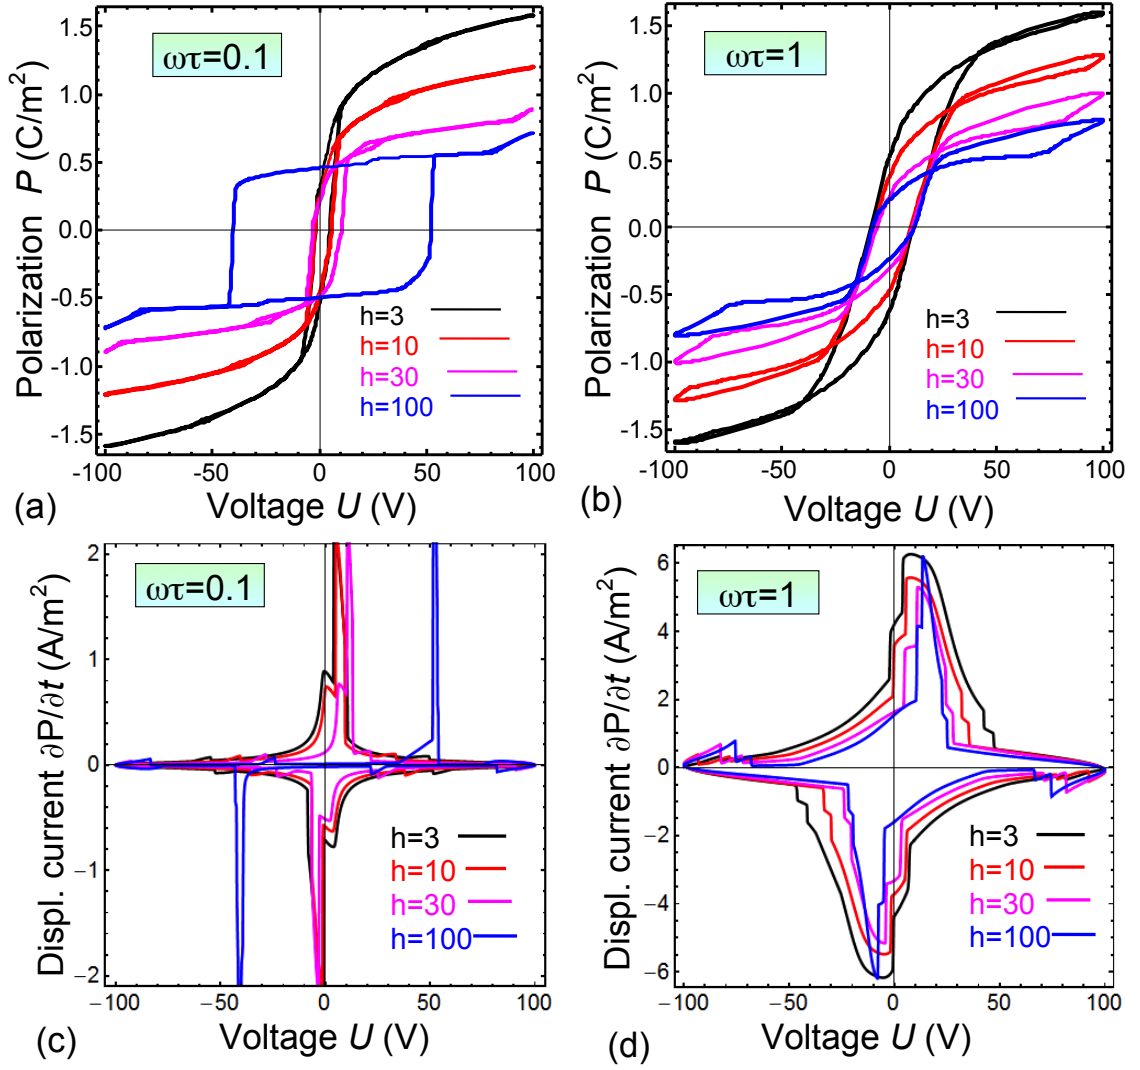 ωτ=0.1
Polarization P (C/m²)
1.5
1.0
0.5
0.0
-0.5
-1.0
-1.5
h=3
h=10
h=30
h=100
-100
-50
0
50
100
(a)
Voltage U (V)
ωτ=1
Polarization P (C/m²)
1.5
1.0
0.5
0.0
-0.5
-1.0
-1.5
h=3
h=10
h=30
h=100
-100
-50
0
50
100
(b)
Voltage U (V)
ωτ=0.1
Displ. current ∂P/∂t (A/m²)
2
1
0
−1
−2
h=3
h=10
h=30
h=100
−100
−50
0
50
100
(c)
Voltage U (V)
ωτ=1
Displ. current ∂P/∂t (A/m²)
6
4
2
0
−2
−4
−6
h=3
h=10
h=30
h=100
−100
−50
0
50
100
(d)
Voltage U (V)